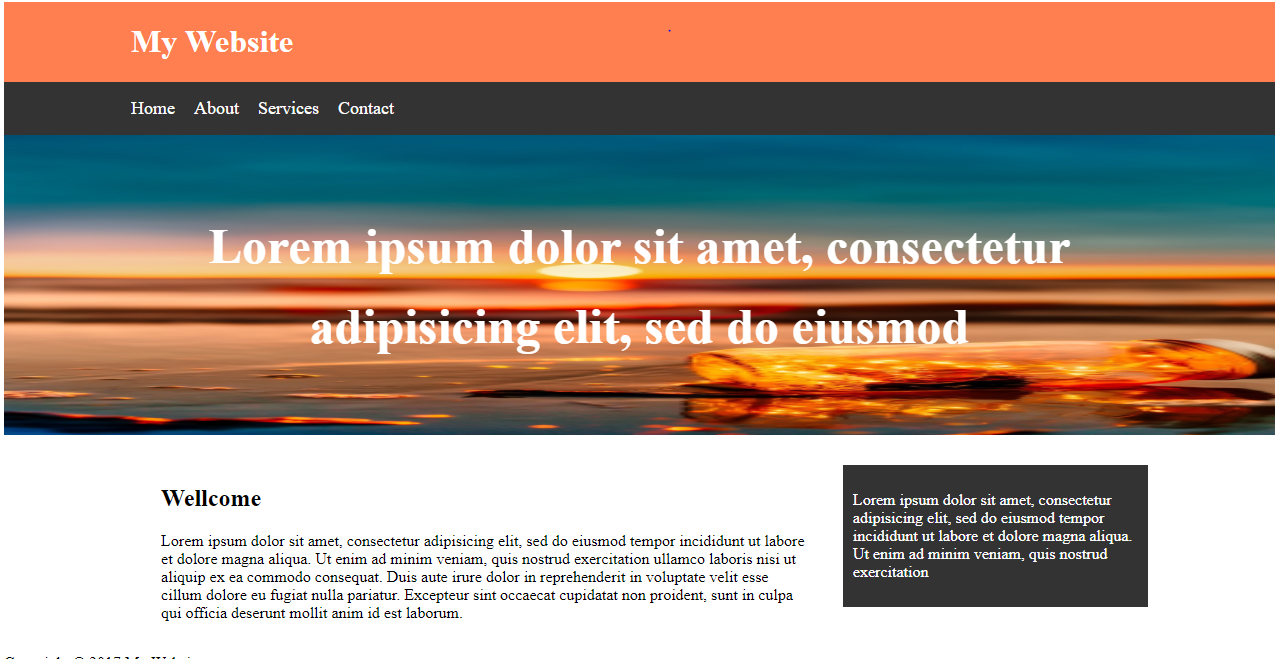 My Website
Home About Services Contact
Lorem ipsum dolor sit amet, consectetur
adipisicing elit, sed do eiusmod
Wellcome
Lorem ipsum dolor sit amet, consectetur adipisicing elit, sed do eiusmod tempor incididunt ut labore
et dolore magna aliqua. Ut enim ad minim veniam, quis nostrud exercitation ullamco laboris nisi ut
aliquip ex ea commodo consequat. Duis aute irure dolor in reprehenderit in voluptate velit esse
cillum dolore eu fugiat nulla pariatur. Excepteur sint occaecat cupidatat non proident, sunt in culpa
qui officia deserunt mollit anim id est laborum.
Lorem ipsum dolor sit amet, consectetur
adipisicing elit, sed do eiusmod tempor
incididunt ut labore et dolore magna aliqua.
Ut enim ad minim veniam, quis nostrud
exercitation